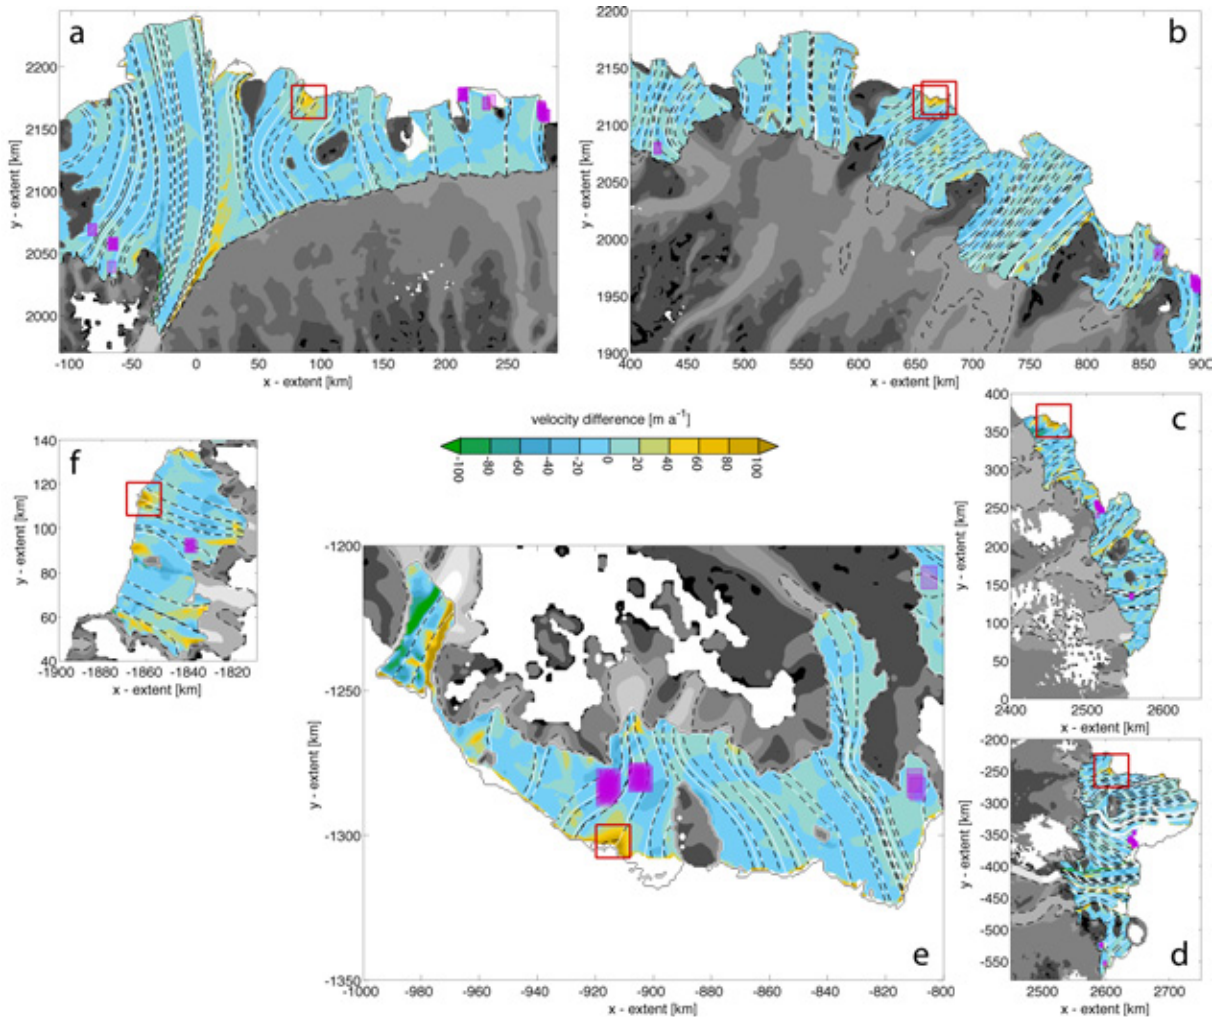 a
2200
2150
2100
2050
2000
y - extent [km]
-100 -50 0 50 100 150 200 250
x - extent [km]
b
2200
2150
2100
2050
2000
1950
1900
y - extent [km]
400 450 500 550 600 650 700 750 800 850 900
x - extent [km]
velocity difference [m a⁻¹]
-100 -80 -60 -40 -20 0 20 40 60 80 100
c
400
350
300
250
200
150
100
50
0
y - extent [km]
2400 2500 2600
x - extent [km]
f
140
120
100
80
60
40
y - extent [km]
-1900 -1880 -1860 -1840 -1820
x - extent [km]
e
-1200
-1250
-1300
-1350
y - extent [km]
-1000 -980 -960 -940 -920 -900 -880 -860 -840 -820 -800
x - extent [km]
d
-200
-250
-300
-350
-400
-450
-500
-550
y - extent [km]
2500 2600 2700
x - extent [km]